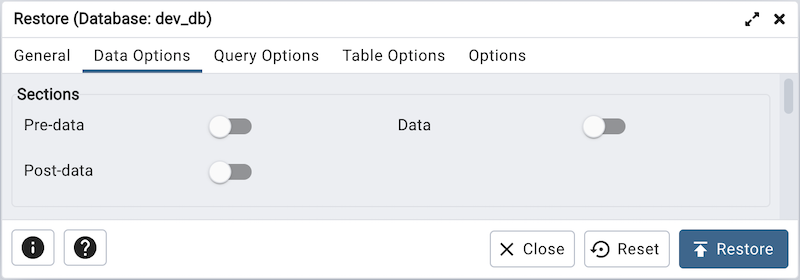 Restore (Database: dev_db)
General Data Options Query Options Table Options Options
Sections
Pre-data Data
Post-data
Close Reset Restore